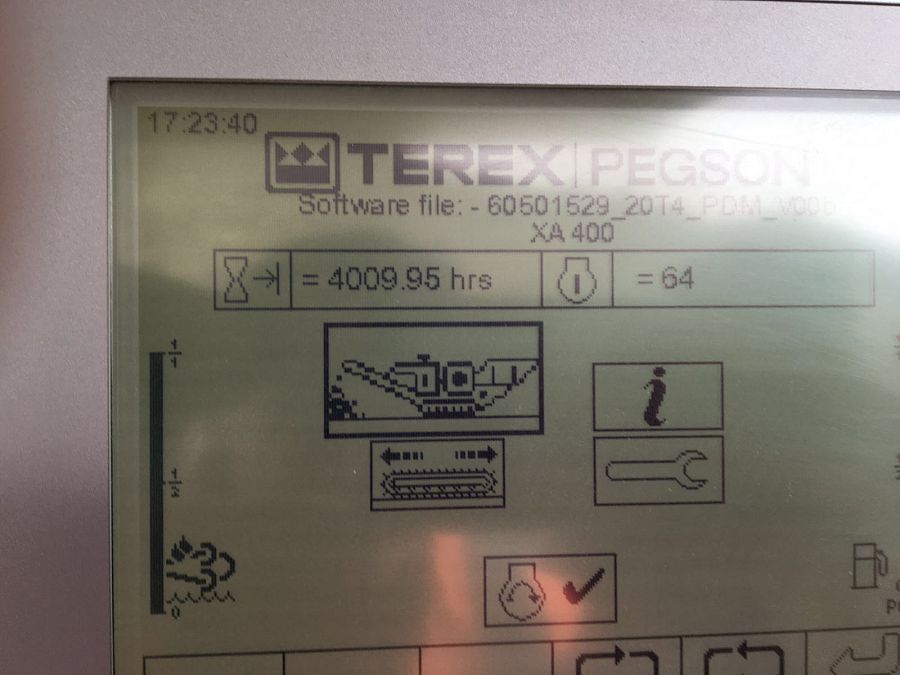 17:23:40
TEREX PEGSON
Software file: - 60501529_20T4_PDM_V00
XA 400
= 4009.95 hrs
= 64
1/1
i
1/2
0